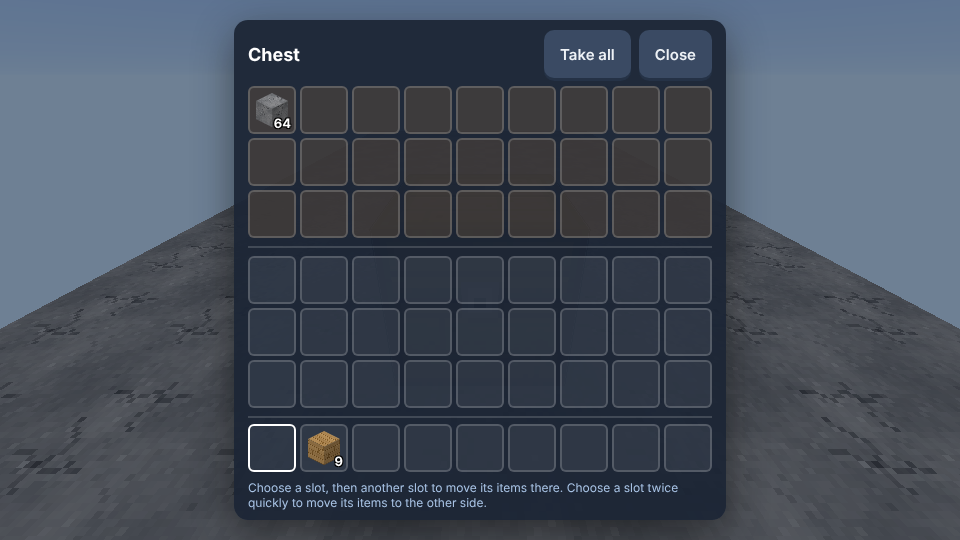 Chest
Take all
Close
64
9
Choose a slot, then another slot to move its items there. Choose a slot twice
quickly to move its items to the other side.